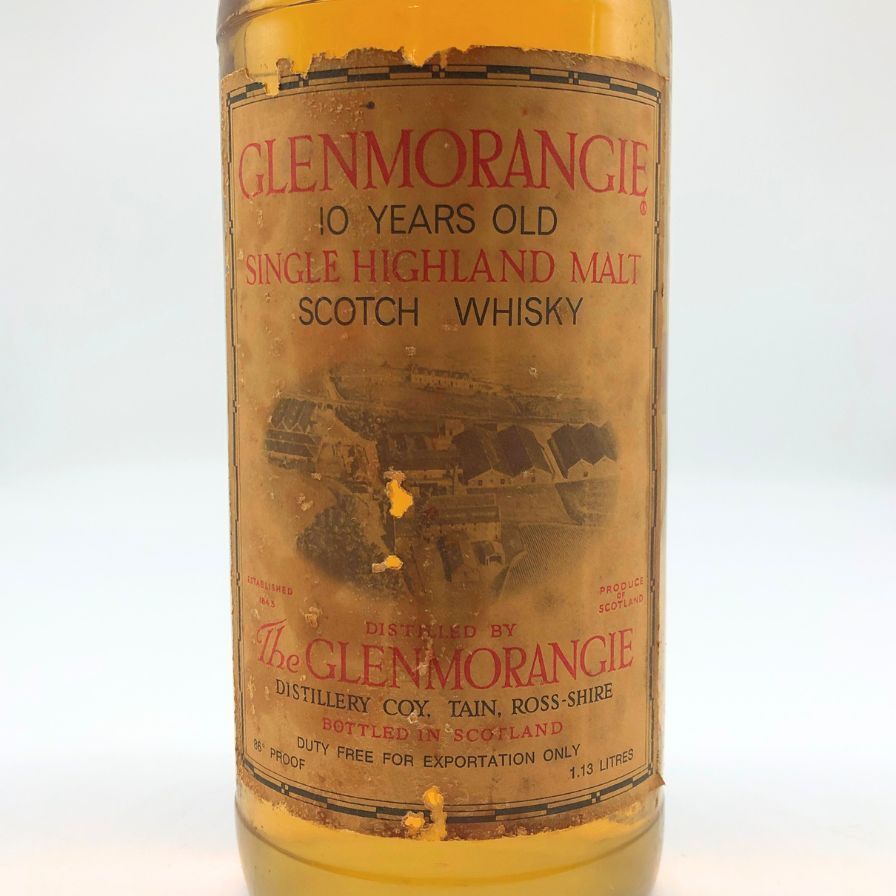 GLENMORANGIE
®
10 YEARS OLD
SINGLE HIGHLAND MALT
SCOTCH WHISKY
ESTABLISHED
1843
PRODUCE
OF
SCOTLAND
DISTILLED BY
The GLENMORANGIE
DISTILLERY COY, TAIN, ROSS-SHIRE
BOTTLED IN SCOTLAND
DUTY FREE FOR EXPORTATION ONLY
86° PROOF
1.13 LITRES